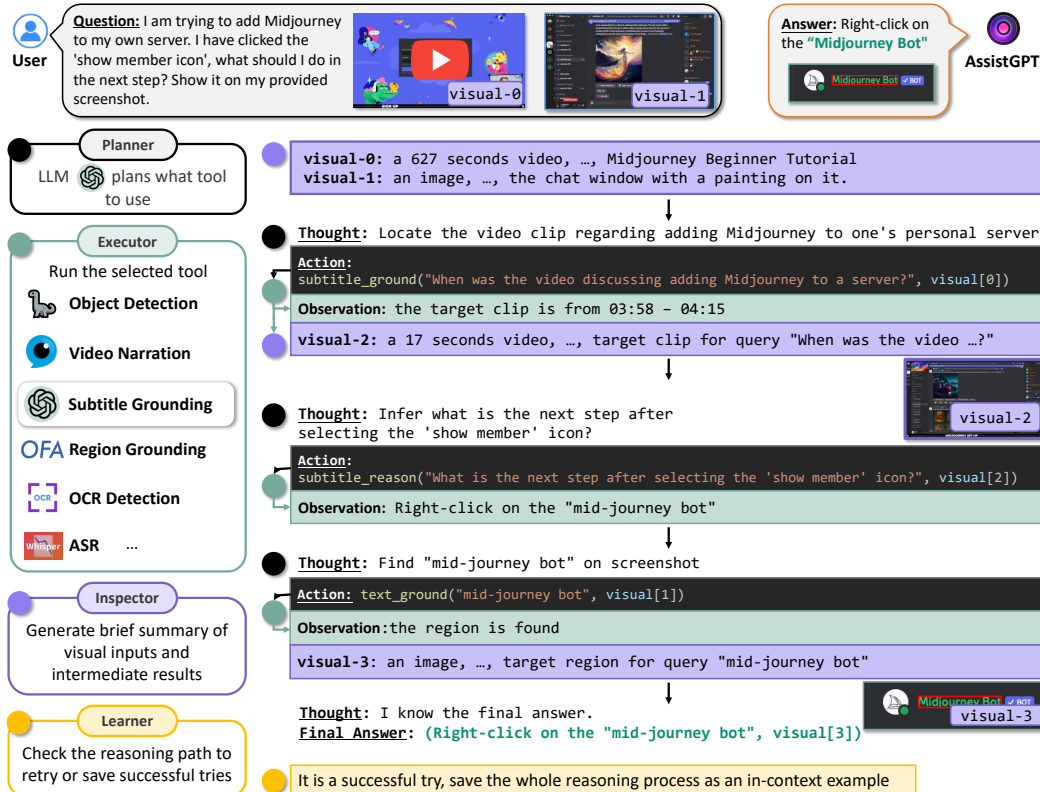 User
Question: I am trying to add Midjourney
to my own server. I have clicked the
'show member icon', what should I do in
the next step? Show it on my provided
screenshot.
SIGN UP
visual-0
visual-1
Answer: Right-click on
the "Midjourney Bot"
Midjourney Bot ✓ BOT
AssistGPT
Planner
LLM plans what tool
to use
Executor
Run the selected tool
Object Detection
Video Narration
Subtitle Grounding
OFA Region Grounding
OCR OCR Detection
Whisper ASR ...
Inspector
Generate brief summary of
visual inputs and
intermediate results
Learner
Check the reasoning path to
retry or save successful tries
visual-0: a 627 seconds video, …, Midjourney Beginner Tutorial
visual-1: an image, …, the chat window with a painting on it.
Thought: Locate the video clip regarding adding Midjourney to one's personal server
Action:
subtitle_ground("When was the video discussing adding Midjourney to a server?", visual[0])
Observation: the target clip is from 03:58 – 04:15
visual-2: a 17 seconds video, …, target clip for query "When was the video …?"
visual-2
MIDJOURNEY SET UP
Thought: Infer what is the next step after
selecting the 'show member' icon?
Action:
subtitle_reason("What is the next step after selecting the 'show member' icon?", visual[2])
Observation: Right-click on the "mid-journey bot"
Thought: Find "mid-journey bot" on screenshot
Action: text_ground("mid-journey bot", visual[1])
Observation:the region is found
visual-3: an image, …, target region for query "mid-journey bot"
Midjourney Bot ✓ BOT
visual-3
Thought: I know the final answer.
Final Answer: (Right-click on the "mid-journey bot", visual[3])
It is a successful try, save the whole reasoning process as an in-context example